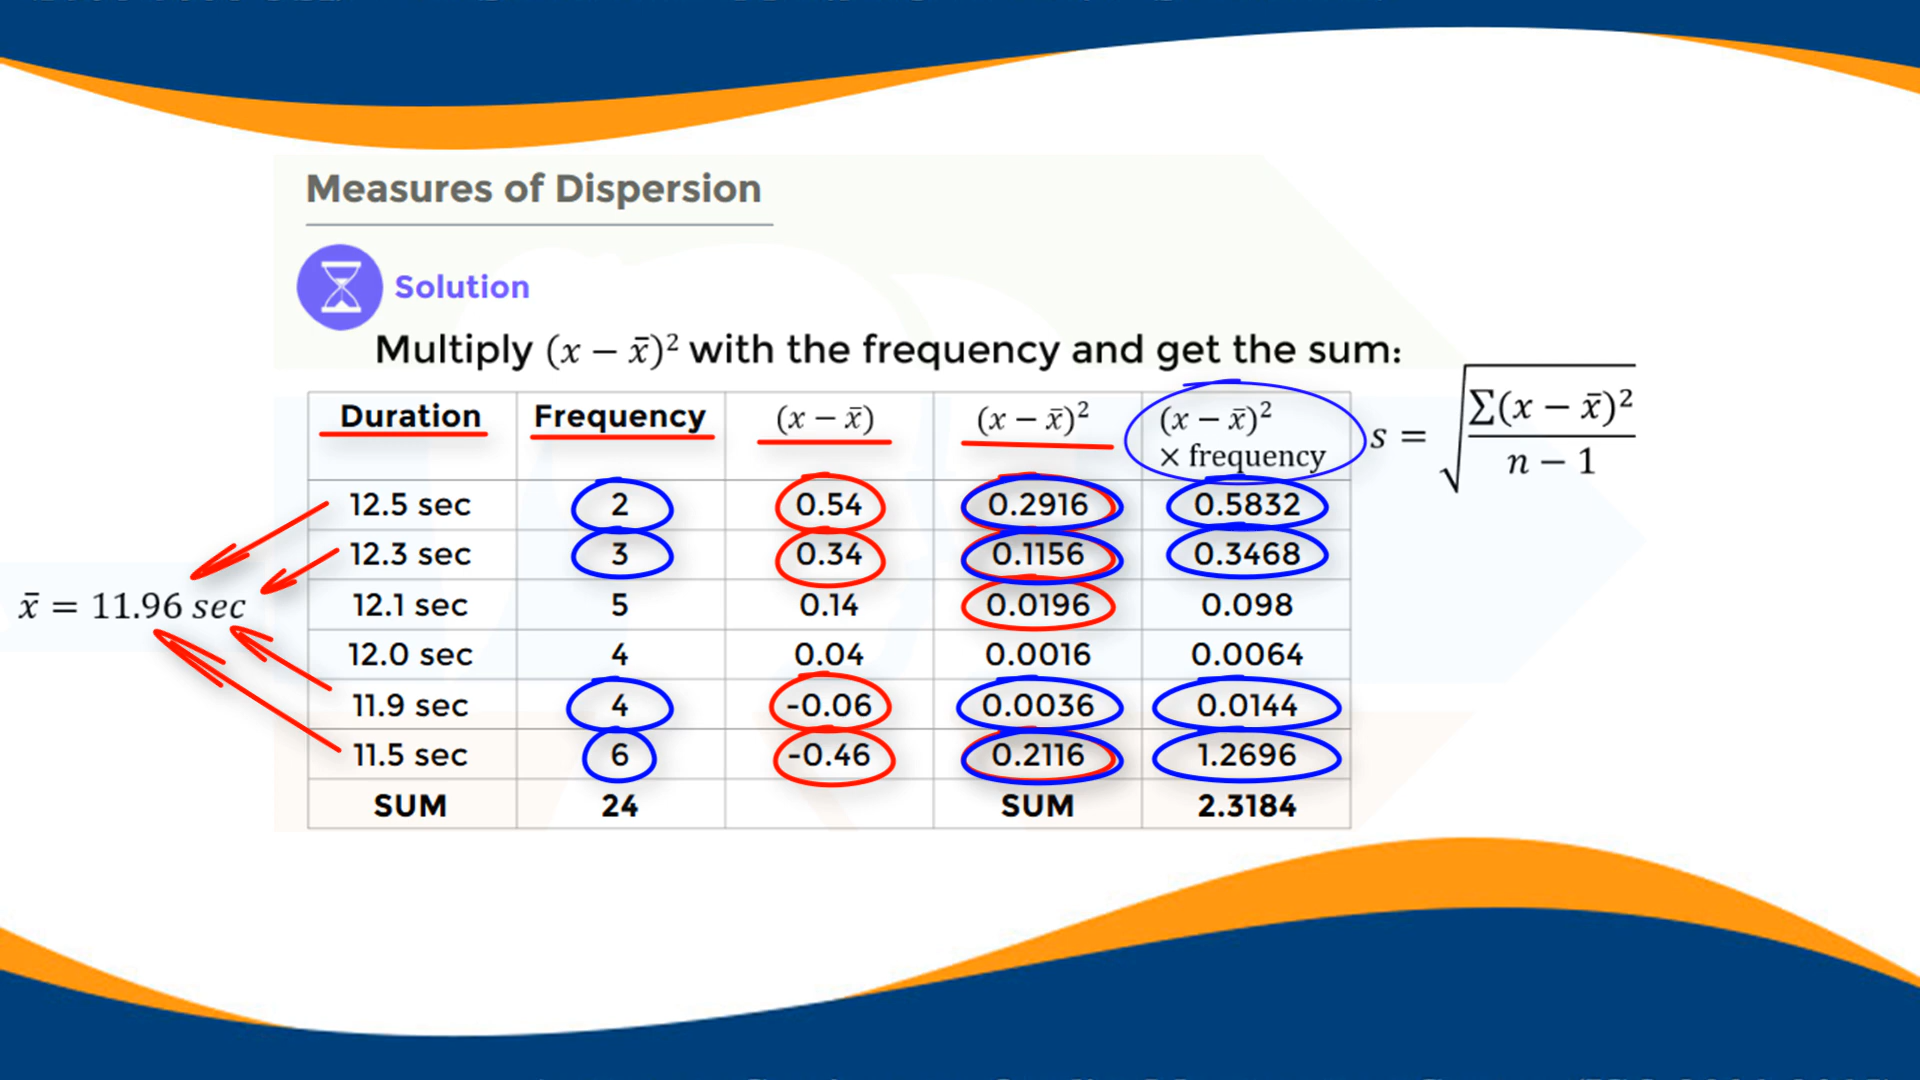 Measures of Dispersion
Solution
Multiply (x − x̄)² with the frequency and get the sum:
Duration Frequency (x − x̄) (x − x̄)² (x − x̄)² × frequency
12.5 sec 2 0.54 0.2916 0.5832
12.3 sec 3 0.34 0.1156 0.3468
12.1 sec 5 0.14 0.0196 0.098
12.0 sec 4 0.04 0.0016 0.0064
11.9 sec 4 -0.06 0.0036 0.0144
11.5 sec 6 -0.46 0.2116 1.2696
SUM 24 SUM 2.3184
x̄ = 11.96 sec
s = √(∑(x − x̄)² / n − 1)